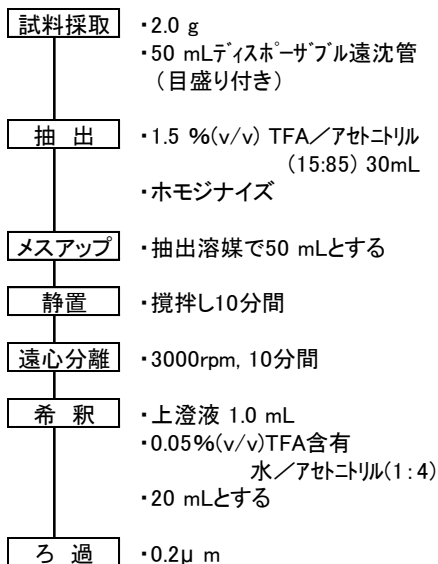 試料採取 ・2.0 g
・50 mLディスポーザブル遠沈管
（目盛り付き）
抽 出 ・1.5 %(v/v) TFA／アセトニトリル
(15:85) 30mL
・ホモジナイズ
メスアップ ・抽出溶媒で50 mLとする
静置 ・撹拌し10分間
遠心分離 ・3000rpm, 10分間
希 釈 ・上澄液 1.0 mL
・0.05%(v/v)TFA含有
水／アセトニトリル(1:4)
・20 mLとする
ろ 過 ・0.2μ m